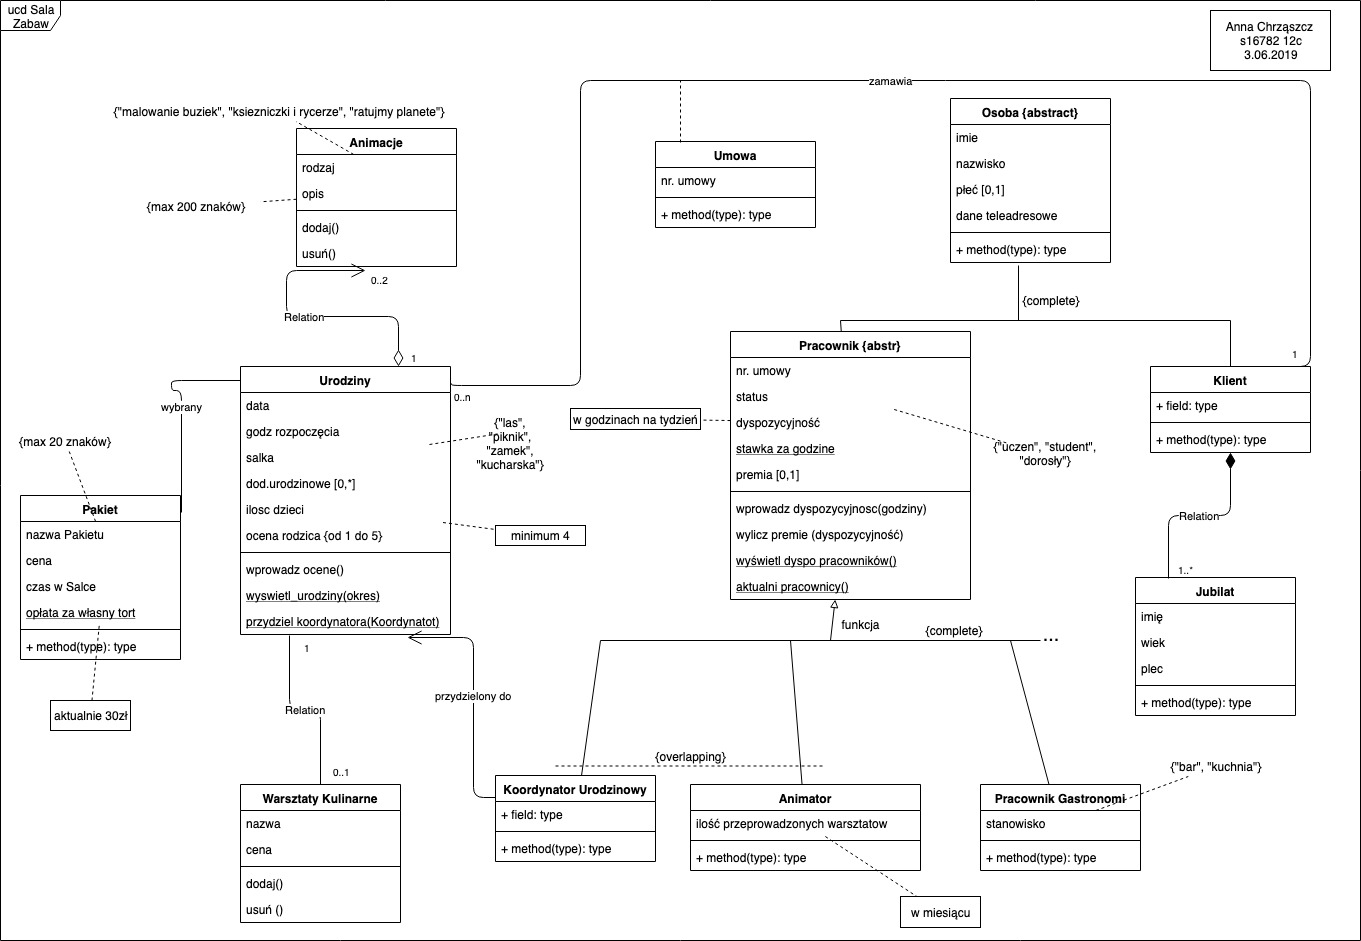 ucd Sala
Zabaw
Anna Chrząszcz
s16782 12c
3.06.2019
zamawia
{"malowanie buziek", "ksiezniczki i rycerze", "ratujmy planete"}
Animacje
rodzaj
opis
dodaj()
usuń()
{max 200 znaków}
0..2
Relation
1
Umowa
nr. umowy
+ method(type): type
Osoba {abstract}
imie
nazwisko
płeć [0,1]
dane teleadresowe
+ method(type): type
{complete}
Urodziny
data
godz rozpoczęcia
salka
dod.urodzinowe [0,*]
ilosc dzieci
ocena rodzica {od 1 do 5}
wprowadz ocene()
wyswietl_urodziny(okres)
przydziel koordynatora(Koordynatot)
0..n
{"las",
"piknik",
"zamek",
"kucharska"}
minimum 4
wybrany
{max 20 znaków}
Pakiet
nazwa Pakietu
cena
czas w Salce
opłata za własny tort
+ method(type): type
aktualnie 30zł
Pracownik {abstr}
nr. umowy
status
dyspozycyjność
stawka za godzine
premia [0,1]
wprowadz dyspozycyjnosc(godziny)
wylicz premie (dyspozycyjność)
wyświetl dyspo pracowników()
aktualni pracownicy()
w godzinach na tydzień
{"uczen", "student",
"dorosły"}
1
Klient
+ field: type
+ method(type): type
Relation
1..*
Jubilat
imię
wiek
plec
+ method(type): type
funkcja
{complete}
...
1
Relation
0..1
Warsztaty Kulinarne
nazwa
cena
dodaj()
usuń ()
przydzielony do
{overlapping}
Koordynator Urodzinowy
+ field: type
+ method(type): type
Animator
ilość przeprowadzonych warsztatow
+ method(type): type
w miesiącu
{"bar", "kuchnia"}
Pracownik Gastronomi
stanowisko
+ method(type): type